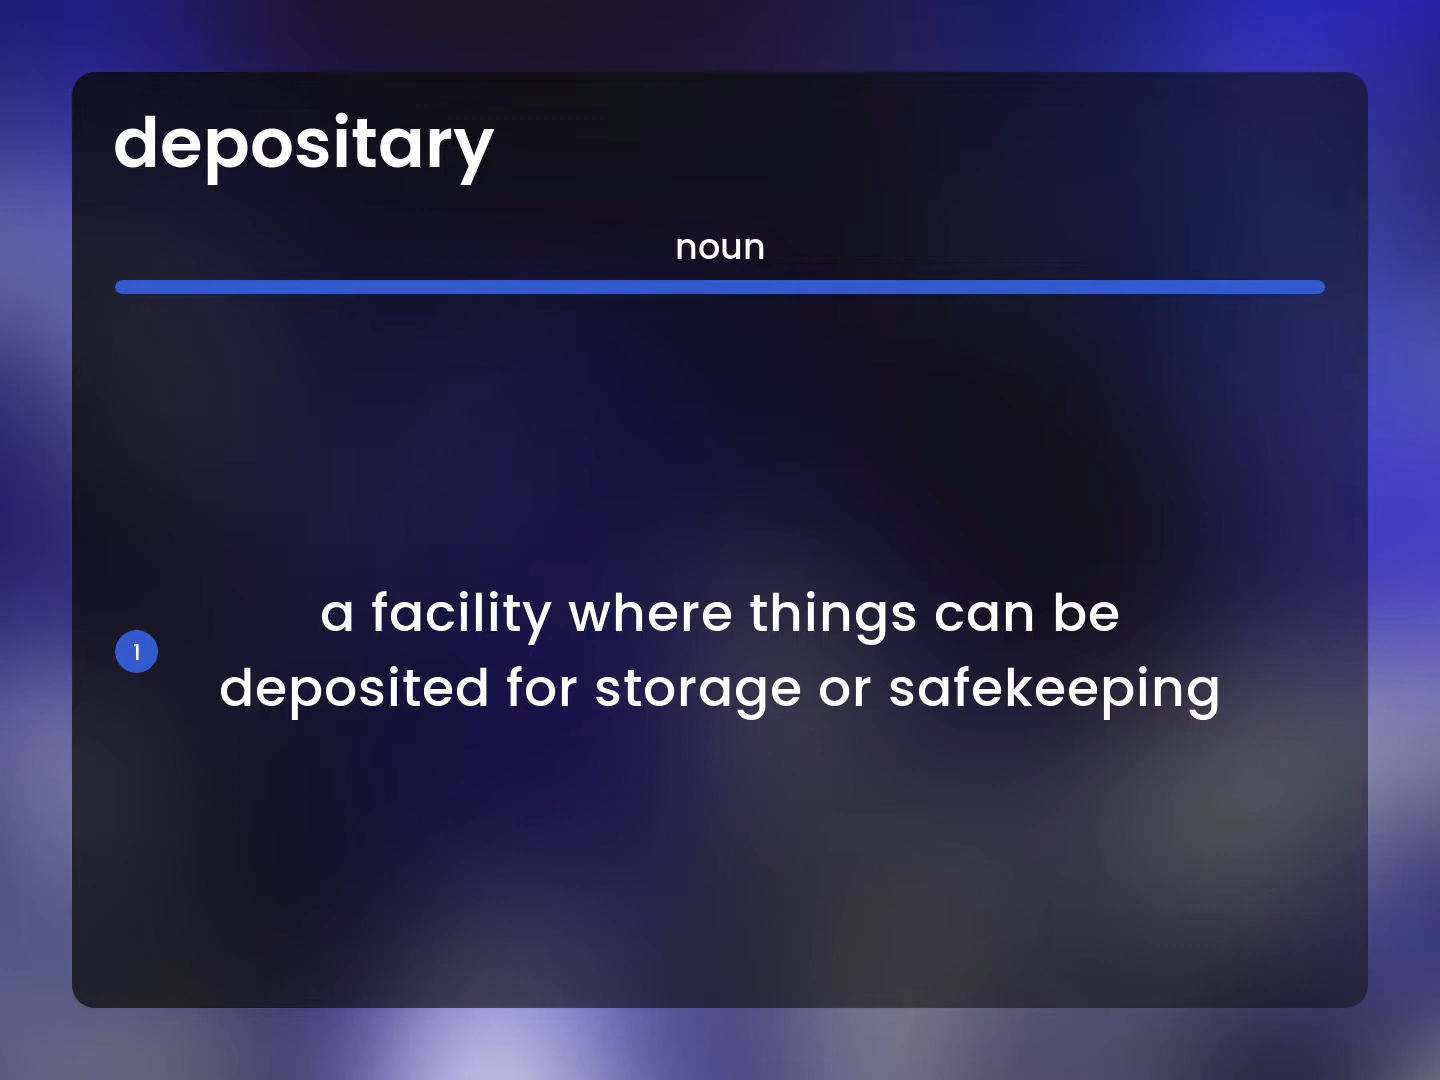 depositary
noun
a facility where things can be
1
deposited for storage or safekeeping